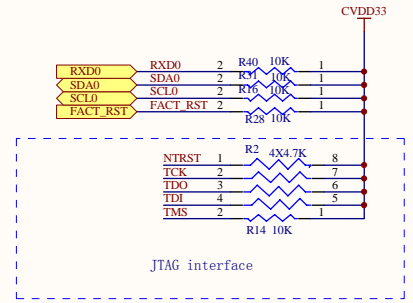 CVDD33
RXD0 RXD0 2 R40 10K 1
SDA0 SDA0 2 R31 10K 1
SCL0 SCL0 2 R16 10K 1
FACT_RST FACT_RST 2 R28 10K 1
R2 4X4.7K
NTRST 1 8
TCK 2 7
TDO 3 6
TDI 4 5
TMS 2 1
R14 10K
JTAG interface